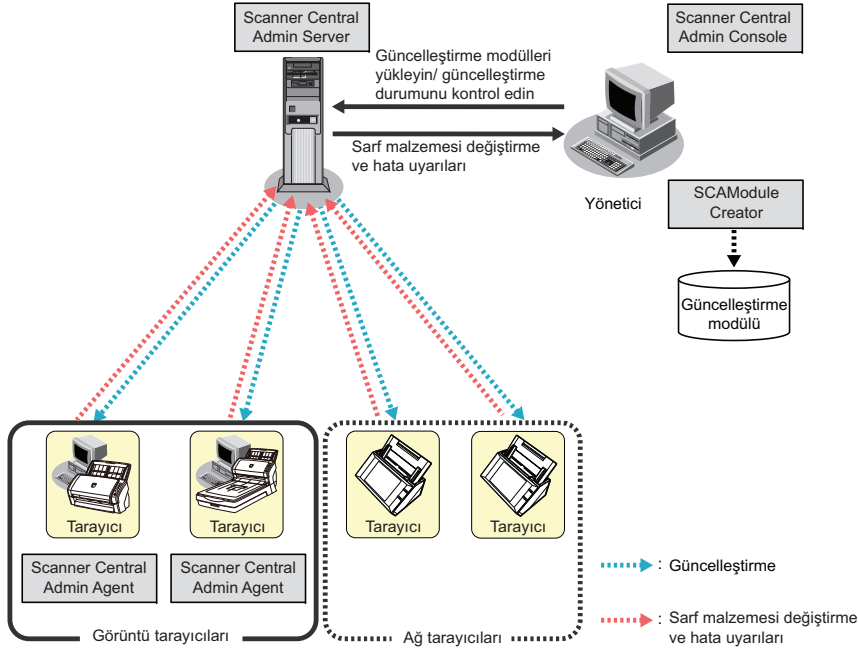 Scanner Central
Admin Server
Scanner Central
Admin Console
Güncelleştirme modülleri
yükleyin/ güncelleştirme
durumunu kontrol edin
Sarf malzemesi değiştirme
ve hata uyarıları
Yönetici
SCAModule
Creator
Güncelleştirme
modülü
Tarayıcı
Tarayıcı
Tarayıcı
Tarayıcı
Scanner Central
Admin Agent
Scanner Central
Admin Agent
Görüntü tarayıcıları
Ağ tarayıcıları
: Güncelleştirme
: Sarf malzemesi değiştirme
ve hata uyarıları